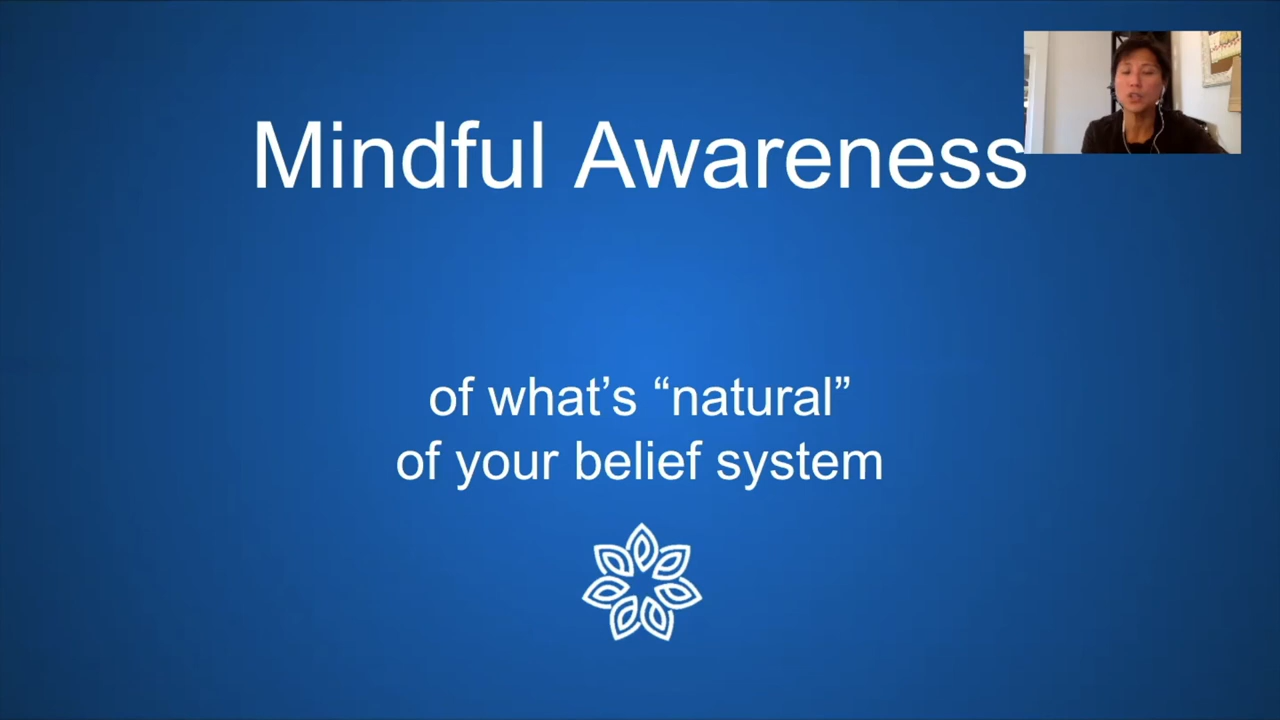 Mindful Awareness
of what’s “natural”
of your belief system